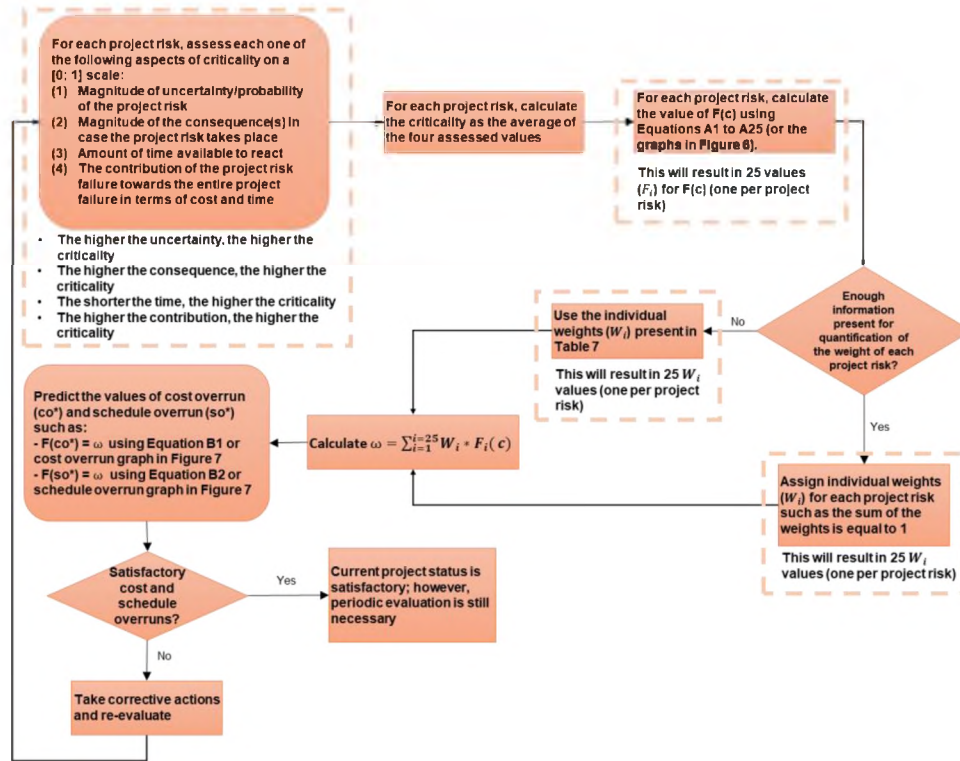 For each project risk, assess each one of
the following aspects of criticality on a
[0; 1] scale:
(1) Magnitude of uncertainty/probability
of the project risk
(2) Magnitude of the consequence(s) in
case the project risk takes place
(3) Amount of time available to react
(4) The contribution of the project risk
failure towards the entire project
failure in terms of cost and time
• The higher the uncertainty, the higher the
criticality
• The higher the consequence, the higher the
criticality
• The shorter the time, the higher the criticality
• The higher the contribution, the higher the
criticality
For each project risk, calculate
the criticality as the average of
the four assessed values
For each project risk, calculate
the value of F(c) using
Equations A1 to A25 (or the
graphs in Figure 6).
This will result in 25 values
(F_i) for F(c) (one per project
risk)
Enough
information
present for
quantification of
the weight of each
project risk?
No
Use the individual
weights (W_i) present in
Table 7
This will result in 25 W_i
values (one per project
risk)
Yes
Assign individual weights
(W_i) for each project risk
such as the sum of the
weights is equal to 1
This will result in 25 W_i
values (one per project risk)
Calculate ω = ∑_{i=1}^{i=25} W_i * F_i(c)
Predict the values of cost overrun
(co*) and schedule overrun (so*)
such as:
- F(co*) = ω using Equation B1 or
cost overrun graph in Figure 7
- F(so*) = ω using Equation B2 or
schedule overrun graph in Figure 7
Satisfactory
cost and
schedule
overruns?
Yes
Current project status is
satisfactory; however,
periodic evaluation is still
necessary
No
Take corrective actions
and re-evaluate